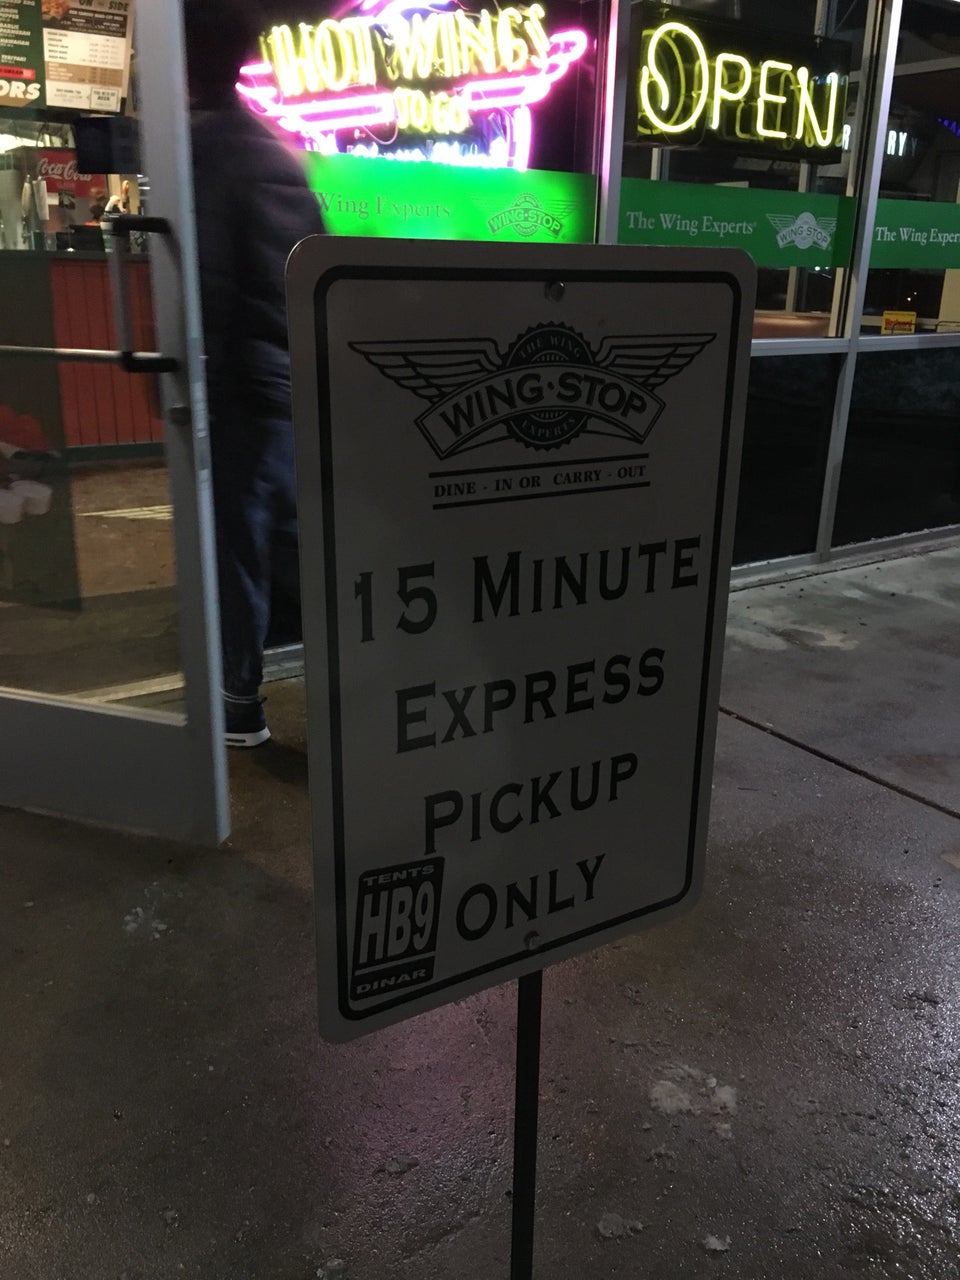 HOT WINGS
TO GO
OPEN
Coca-Cola
Wing Experts
WING-STOP
The Wing Experts
WING-STOP
The Wing Exper
THE WING
WING·STOP
EXPERTS
DINE - IN OR CARRY - OUT
15 MINUTE
EXPRESS
PICKUP
ONLY
TENTS
HB9
DINAR